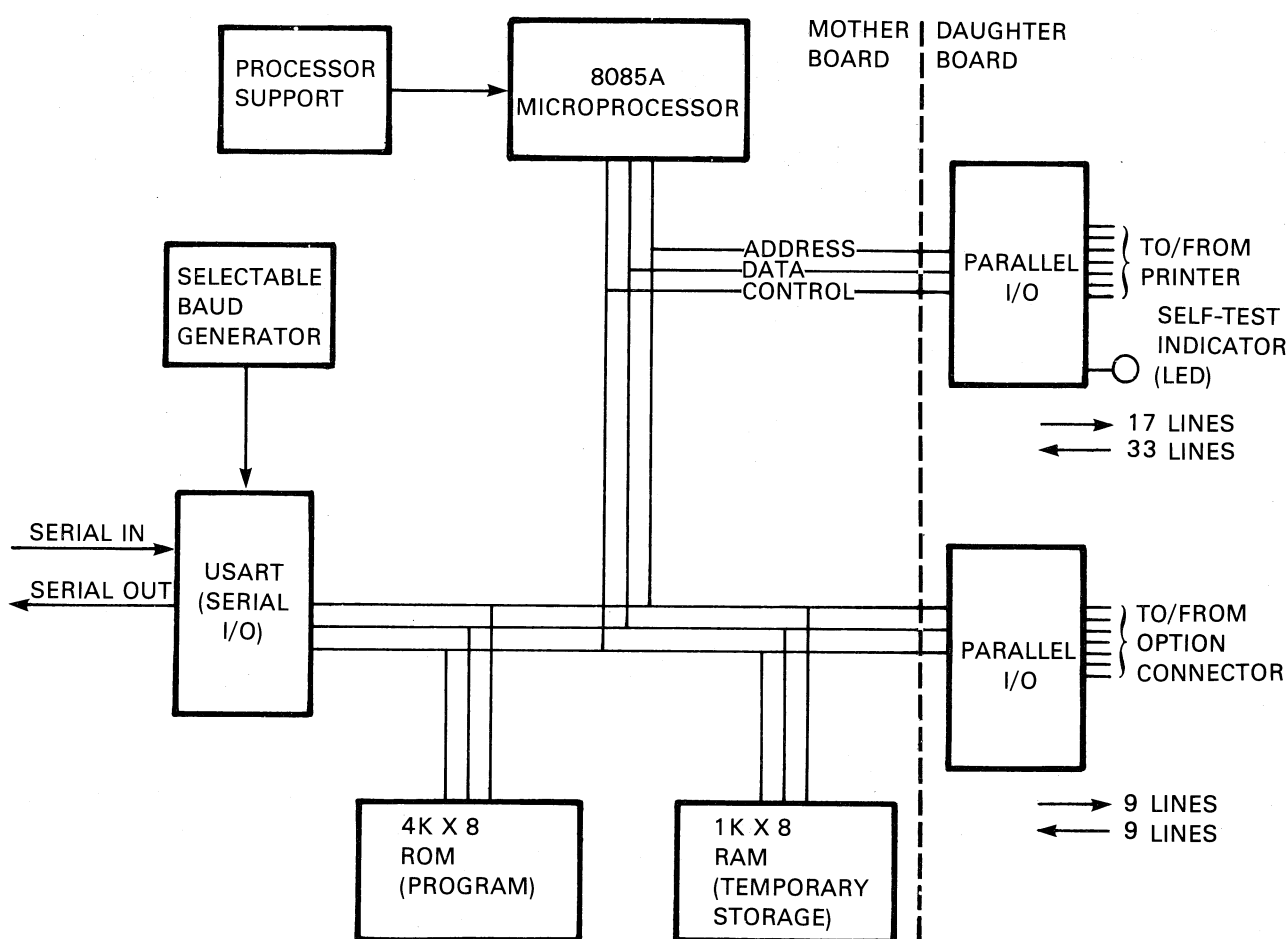 MOTHER
BOARD
DAUGHTER
BOARD
PROCESSOR
SUPPORT
8085A
MICROPROCESSOR
SELECTABLE
BAUD
GENERATOR
ADDRESS
DATA
CONTROL
PARALLEL
I/O
TO/FROM
PRINTER
SELF-TEST
INDICATOR
(LED)
17 LINES
33 LINES
SERIAL IN
SERIAL OUT
USART
(SERIAL
I/O)
PARALLEL
I/O
TO/FROM
OPTION
CONNECTOR
9 LINES
9 LINES
4K X 8
ROM
(PROGRAM)
1K X 8
RAM
(TEMPORARY
STORAGE)